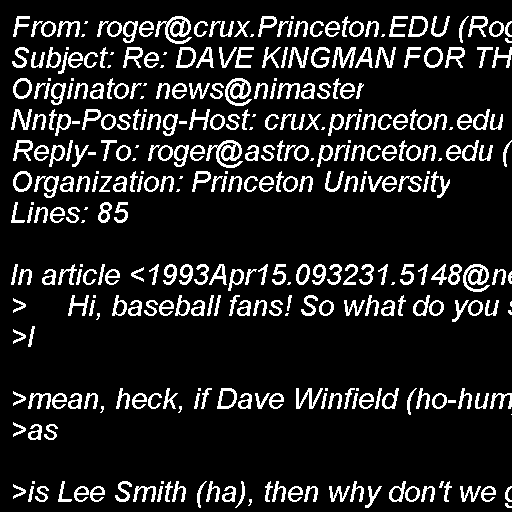 From: roger@crux.Princeton.EDU (Rog
Subject: Re: DAVE KINGMAN FOR TH
Originator: news@nimaster
Nntp-Posting-Host: crux.princeton.edu
Reply-To: roger@astro.princeton.edu (
Organization: Princeton University
Lines: 85

In article <1993Apr15.093231.5148@ne
>     Hi, baseball fans! So what do you s
>I

>mean, heck, if Dave Winfield (ho-hum,
>as

>is Lee Smith (ha), then why don't we g